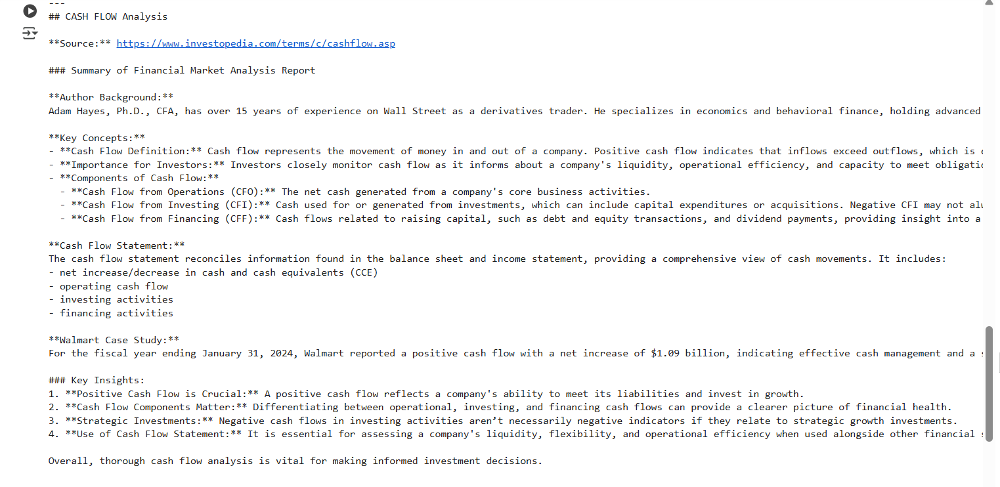 ---
## CASH FLOW Analysis
**Source:** https://www.investopedia.com/terms/c/cashflow.asp
### Summary of Financial Market Analysis Report
**Author Background:**
Adam Hayes, Ph.D., CFA, has over 15 years of experience on Wall Street as a derivatives trader. He specializes in economics and behavioral finance, holding advanced
**Key Concepts:**
- **Cash Flow Definition:** Cash flow represents the movement of money in and out of a company. Positive cash flow indicates that inflows exceed outflows, which is
- **Importance for Investors:** Investors closely monitor cash flow as it informs about a company's liquidity, operational efficiency, and capacity to meet
- **Components of Cash Flow:**
- **Cash Flow from Operations (CFO):** The net cash generated from a company's core business activities.
- **Cash Flow from Investing (CFI):** Cash used for or generated from investments, which can include capital expenditures or acquisitions. Negative CFI may not
- **Cash Flow from Financing (CFF):** Cash flows related to raising capital, such as debt and equity transactions, and dividend payments, providing insight into a
**Cash Flow Statement:**
The cash flow statement reconciles information found in the balance sheet and income statement, providing a comprehensive view of cash movements. It includes:
- net increase/decrease in cash and cash equivalents (CCE)
- operating cash flow
- investing activities
- financing activities
**Walmart Case Study:**
For the fiscal year ending January 31, 2024, Walmart reported a positive cash flow with a net increase of $1.09 billion, indicating effective cash management and a
### Key Insights:
1. **Positive Cash Flow is Crucial:** A positive cash flow reflects a company's ability to meet its liabilities and invest in growth.
2. **Cash Flow Components Matter:** Differentiating between operational, investing, and financing cash flows can provide a clearer picture of financial health.
3. **Strategic Investments:** Negative cash flows in investing activities aren’t necessarily negative indicators if they relate to strategic growth investments.
4. **Use of Cash Flow Statement:** It is essential for assessing a company's liquidity, flexibility, and operational efficiency when used alongside other financial
Overall, thorough cash flow analysis is vital for making informed investment decisions.